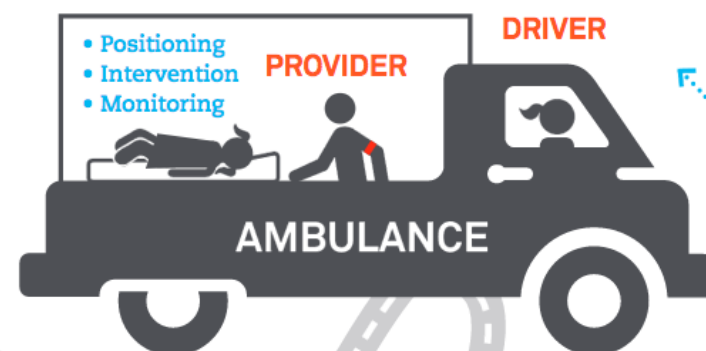 DRIVER
• Positioning
• Intervention
• Monitoring
PROVIDER
AMBULANCE